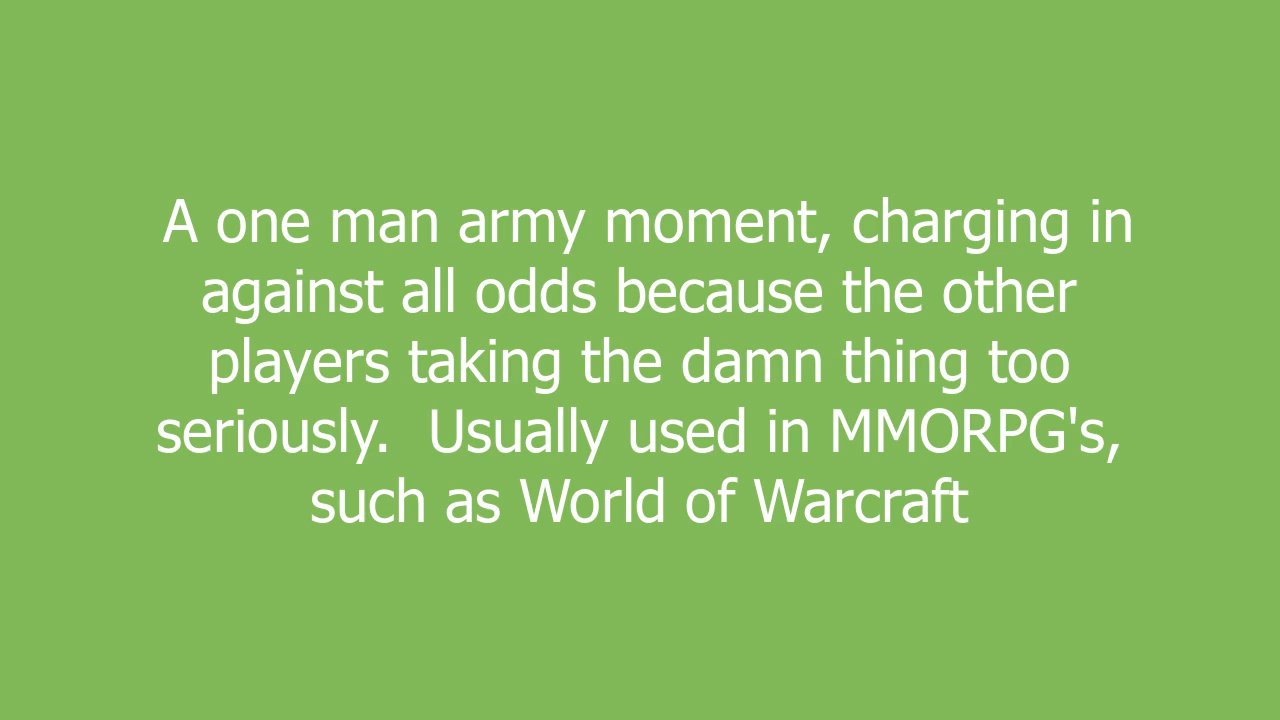 A one man army moment, charging in
against all odds because the other
players taking the damn thing too
seriously.  Usually used in MMORPG's,
such as World of Warcraft